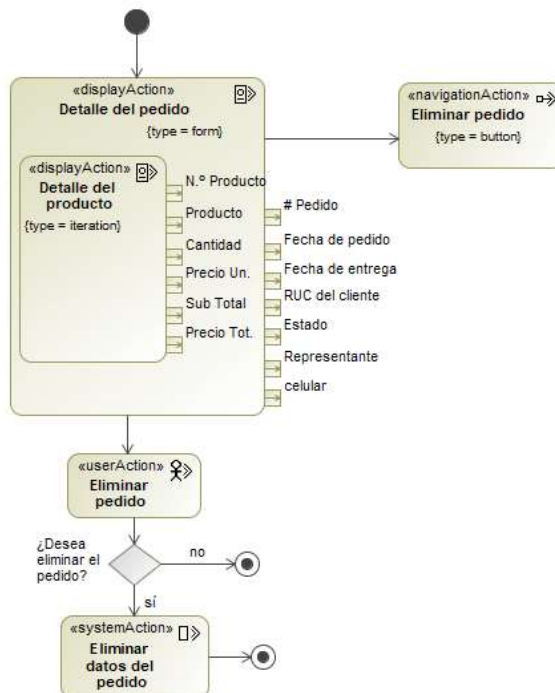 «displayAction»
Detalle del pedido
{type = form}
«displayAction»
Detalle del
producto
{type = iteration}
N.º Producto
Producto
Cantidad
Precio Un.
Sub Total
Precio Tot.
# Pedido
Fecha de pedido
Fecha de entrega
RUC del cliente
Estado
Representante
celular
«navigationAction»
Eliminar pedido
{type = button}
«userAction»
Eliminar
pedido
¿Desea
eliminar el
pedido?
no
sí
«systemAction»
Eliminar
datos del
pedido